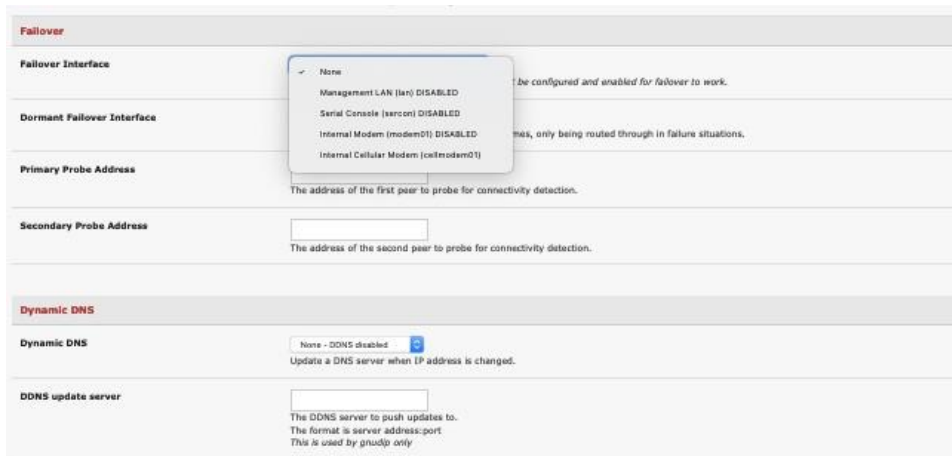 Failover
Failover Interface
None
Management LAN (lan) DISABLED
Serial Console (sercon) DISABLED
Internal Modem (modem01) DISABLED
Internal Cellular Modem (cellmodem01)
be configured and enabled for failover to work.
Dormant Failover Interface
mes, only being routed through in failure situations.
Primary Probe Address
The address of the first peer to probe for connectivity detection.
Secondary Probe Address
The address of the second peer to probe for connectivity detection.
Dynamic DNS
Dynamic DNS
None - DDNS disabled
Update a DNS server when IP address is changed.
DDNS update server
The DDNS server to push updates to.
The format is server address:port
This is used by gnudip only